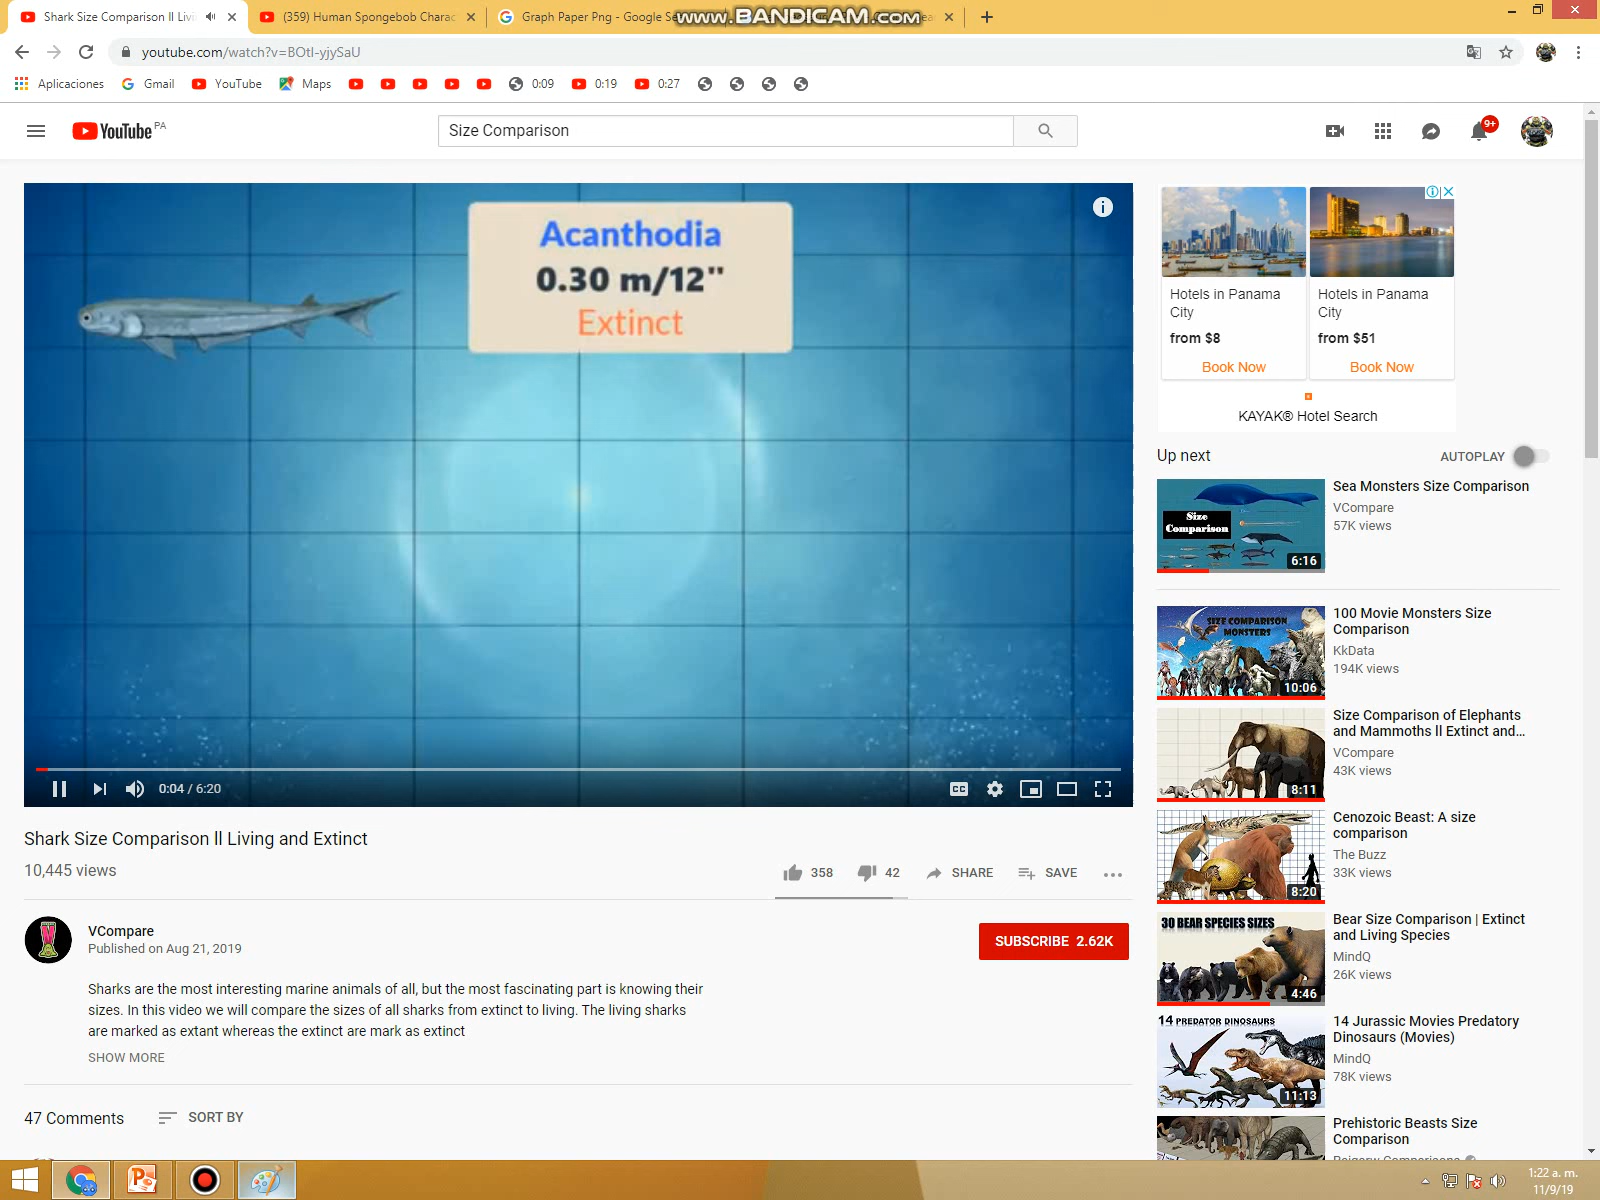 Shark Size Comparison ll Livi
(359) Human Spongebob Charac
Graph Paper Png - Google Se
www.BANDICAM.com
youtube.com/watch?v=BOtI-yjySaU
Aplicaciones
Gmail
YouTube
Maps
0:09
0:19
0:27
YouTube PA
Size Comparison
9+
Acanthodia
0.30 m/12"
Extinct
0:04 / 6:20
CC
Hotels in Panama
City
from $8
Book Now
Hotels in Panama
City
from $51
Book Now
KAYAK® Hotel Search
Up next
AUTOPLAY
Size
Comparison
6:16
Sea Monsters Size Comparison
VCompare
57K views
SIZE COMPARISON
MONSTERS
10:06
100 Movie Monsters Size
Comparison
KkData
194K views
8:11
Size Comparison of Elephants
and Mammoths ll Extinct and...
VCompare
43K views
8:20
Cenozoic Beast: A size
comparison
The Buzz
33K views
30 BEAR SPECIES SIZES
4:46
Bear Size Comparison | Extinct
and Living Species
MindQ
26K views
14 PREDATOR DINOSAURS
11:13
14 Jurassic Movies Predatory
Dinosaurs (Movies)
MindQ
78K views
Prehistoric Beasts Size
Comparison
Shark Size Comparison ll Living and Extinct
10,445 views
358
42
SHARE
SAVE
VCompare
Published on Aug 21, 2019
SUBSCRIBE 2.62K
Sharks are the most interesting marine animals of all, but the most fascinating part is knowing their
sizes. In this video we will compare the sizes of all sharks from extinct to living. The living sharks
are marked as extant whereas the extinct are mark as extinct
SHOW MORE
47 Comments
SORT BY
1:22 a. m.
11/9/19